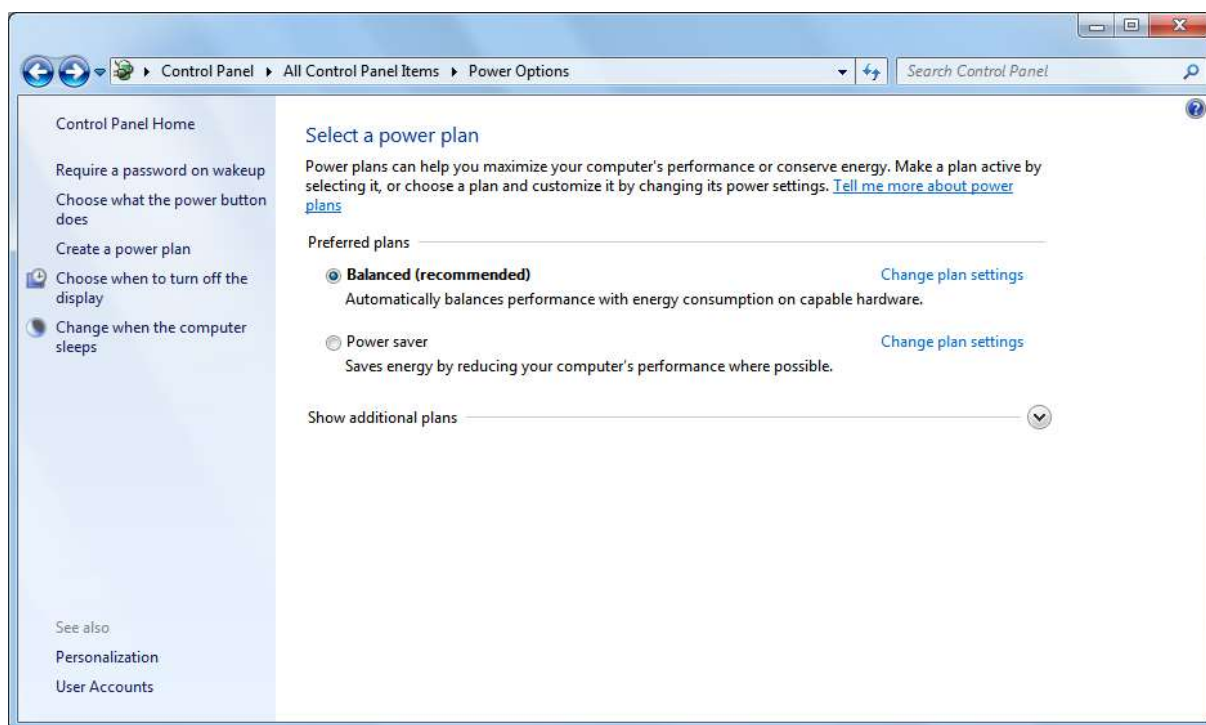 Control Panel All Control Panel Items Power Options
Search Control Panel
Control Panel Home
Require a password on wakeup
Choose what the power button
does
Create a power plan
Choose when to turn off the
display
Change when the computer
sleeps
See also
Personalization
User Accounts
Select a power plan
Power plans can help you maximize your computer's performance or conserve energy. Make a plan active by
selecting it, or choose a plan and customize it by changing its power settings. Tell me more about power
plans
Preferred plans
Balanced (recommended) Change plan settings
Automatically balances performance with energy consumption on capable hardware.
Power saver Change plan settings
Saves energy by reducing your computer's performance where possible.
Show additional plans